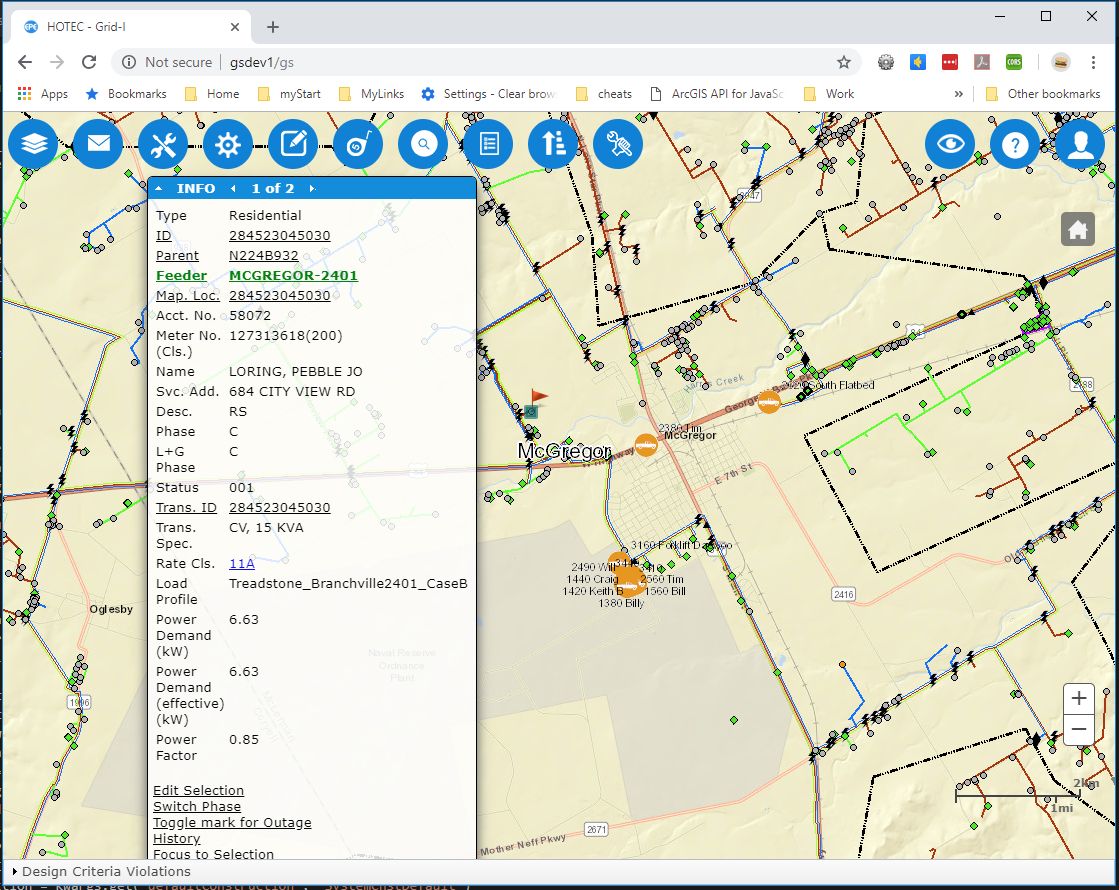 HOTEC - Grid-I
Not secure | gsdev1/gs
Apps Bookmarks Home myStart MyLinks Settings - Clear brow cheats ArcGIS API for JavaSc Work » Other bookmarks
INFO 1 of 2
Type Residential
ID 284523045030
Parent N224B932
Feeder MCGREGOR-2401
Map. Loc. 284523045030
Acct. No. 58072
Meter No. 127313618(200)
(Cls.)
Name LORING, PEBBLE JO
Svc. Add. 684 CITY VIEW RD
Desc. RS
Phase C
L+G C
Phase
Status 001
Trans. ID 284523045030
Trans. CV, 15 KVA
Spec.
Rate Cls. 11A
Load Treadstone_Branchville2401_CaseB
Profile
Power 6.63
Demand
(kW)
Power 6.63
Demand
(effective)
(kW)
Power 0.85
Factor
Edit Selection
Switch Phase
Toggle mark for Outage
History
Focus to Selection
South Flatbed
Creek
2380 Tim
McGregor
McGregor
E 7th St
3160 Forklift
2490 Will
1440 Craig 2560 Tim
1420 Keith B 1560 Bill
1380 Billy
2416
Oglesby
Naval Reserve
Ordnance
Plant
1996
2671
Mother Neff Pkwy
+
−
2km
1mi
Design Criteria Violations